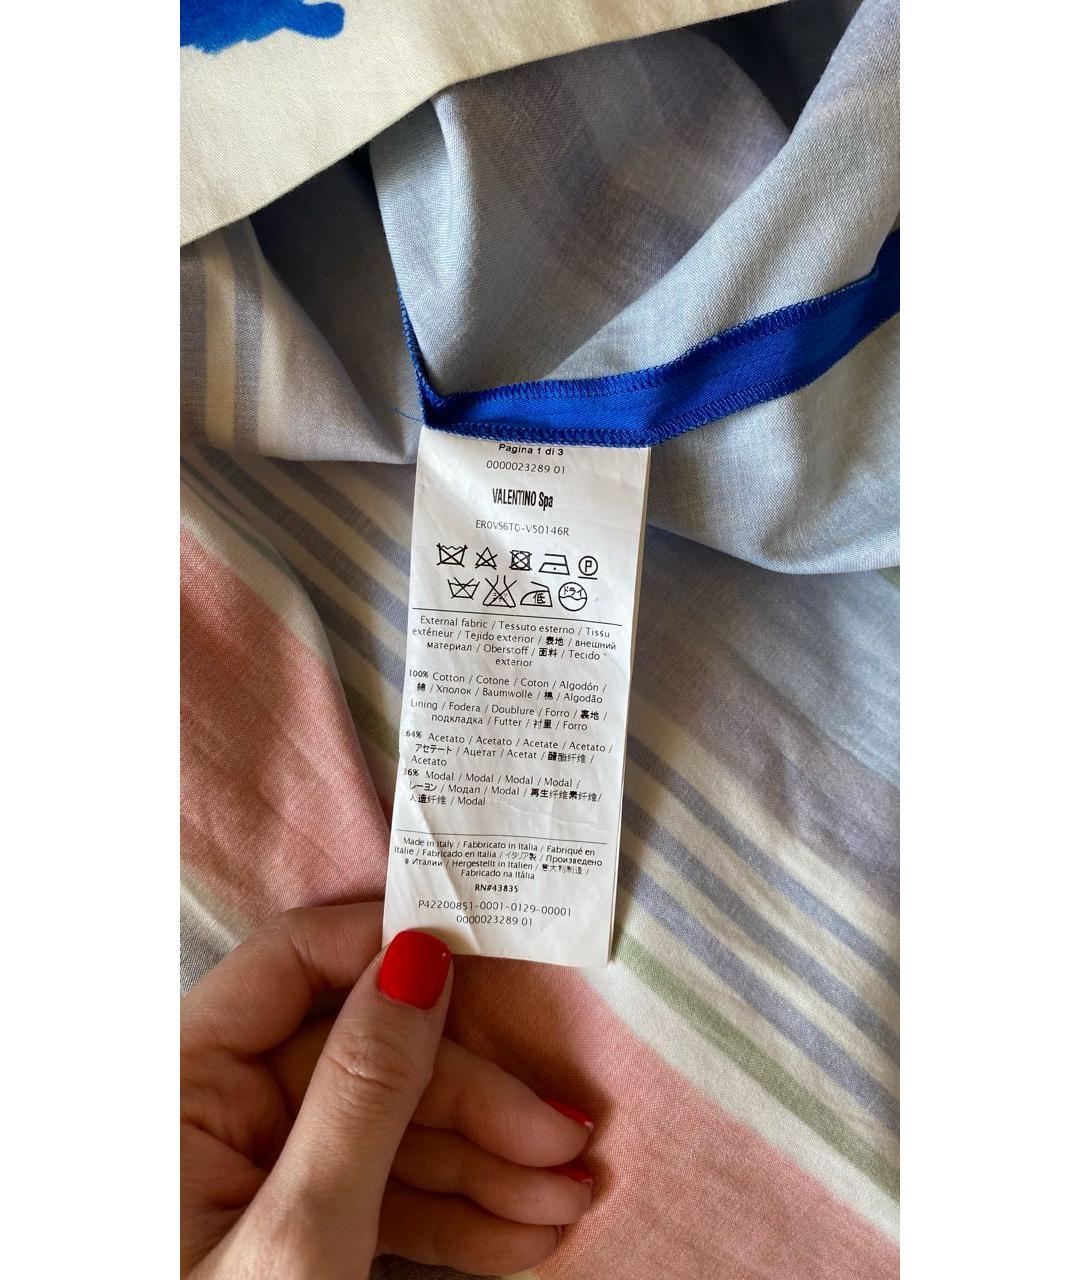 Pagina 1 di 3
0000023289 01
VALENTINO Spa
ER0VS6T0-V50146R
P
低 ドライ
External fabric / Tessuto esterno / Tissu
extérieur / Tejido exterior / 表地 / внешний
материал / Oberstoff / 面料 / Tecido
exterior
100% Cotton / Cotone / Coton / Algodón /
綿 / Хполок / Baumwolle / 棉 / Algodão
Lining / Fodera / Doublure / Forro / 裏地 /
подкладка / Futter / 衬里 / Forro
64% Acetato / Acetato / Acetate / Acetato /
アセテート / Ацетат / Acetat / 醋酯纤维 /
Acetato
36% Modal / Modal / Modal / Modal /
レーヨン / Модал / Modal / 再生纤维素纤维/
人造纤维 / Modal
Made in Italy / Fabbricato in Italia / Fabriqué en
Italie / Fabricado en Italia / イタリア製 / Произведено
в Италии / Hergestellt in Italien / 意大利制造 /
Fabricado na Itàlia
RN#43835
P42200851-0001-0129-00001
0000023289 01